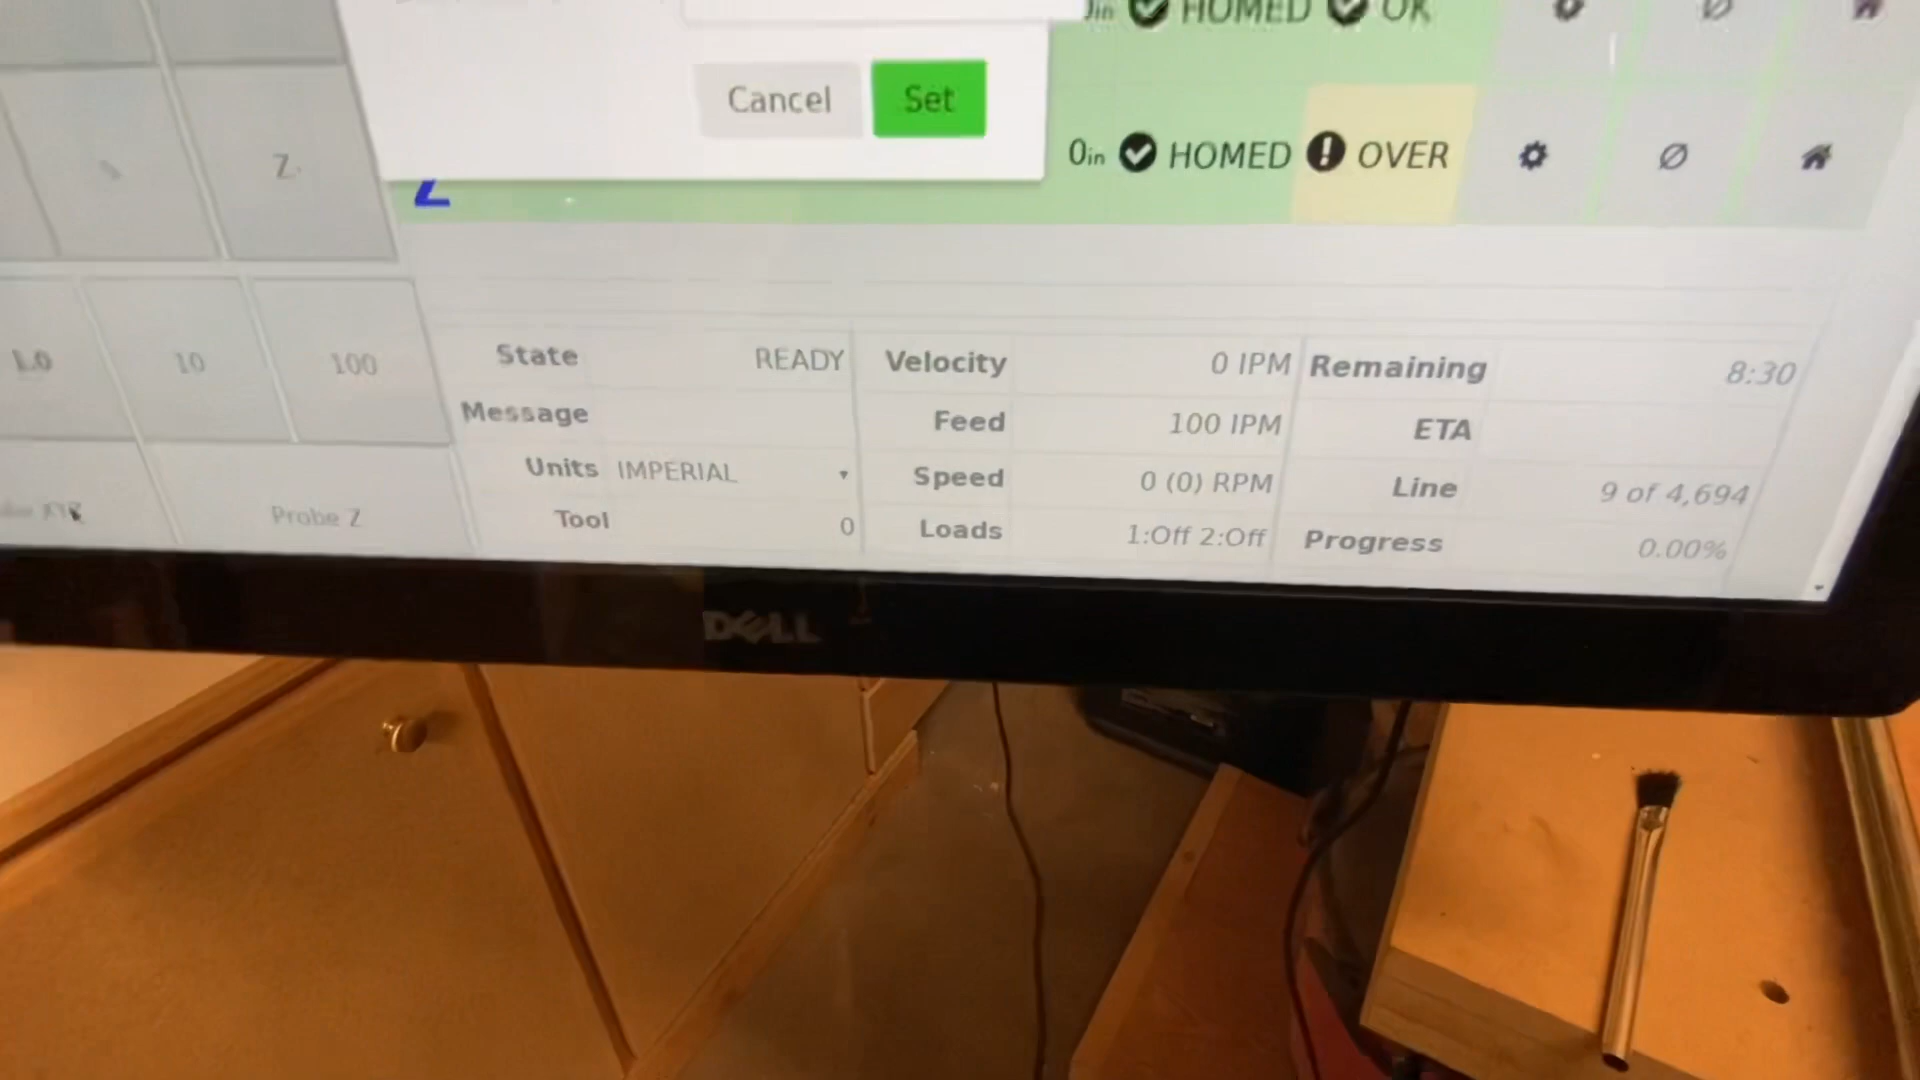 in HOMED OK
Cancel Set
0in HOMED OVER
Z
Z-
1.0 10 100
State READY Velocity 0 IPM Remaining 8:30
Message Feed 100 IPM ETA
Units IMPERIAL Speed 0 (0) RPM Line 9 of 4,694
Tool 0 Loads 1:Off 2:Off Progress 0.00%
XYZ Probe Z
DELL